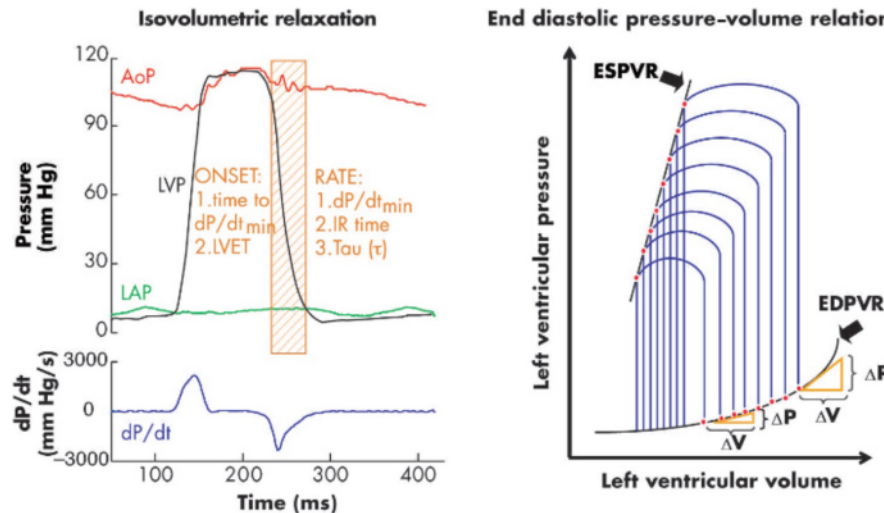 Isovolumetric relaxation
120
90
60
30
0
Pressure
(mm Hg)
AoP
LVP
LAP
ONSET:
1.time to
dP/dtmin
2.LVET
RATE:
1.dP/dtmin
2.IR time
3.Tau (τ)
3000
0
−3000
dP/dt
(mm Hg/s)
dP/dt
100
200
300
400
Time (ms)
End diastolic pressure–volume relation
ESPVR
EDPVR
ΔP
ΔV
ΔP
ΔV
Left ventricular pressure
Left ventricular volume